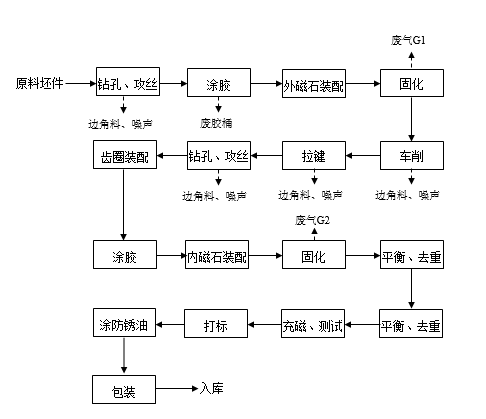 废气G1
原料坯件 钻孔、攻丝 涂胶 外磁石装配 固化
边角料、噪声 废胶桶
齿圈装配 钻孔、攻丝 拉键 车削
边角料、噪声 边角料、噪声 边角料、噪声
废气G2
涂胶 内磁石装配 固化 平衡、去重
涂防锈油 打标 充磁、测试 平衡、去重
包装 入库